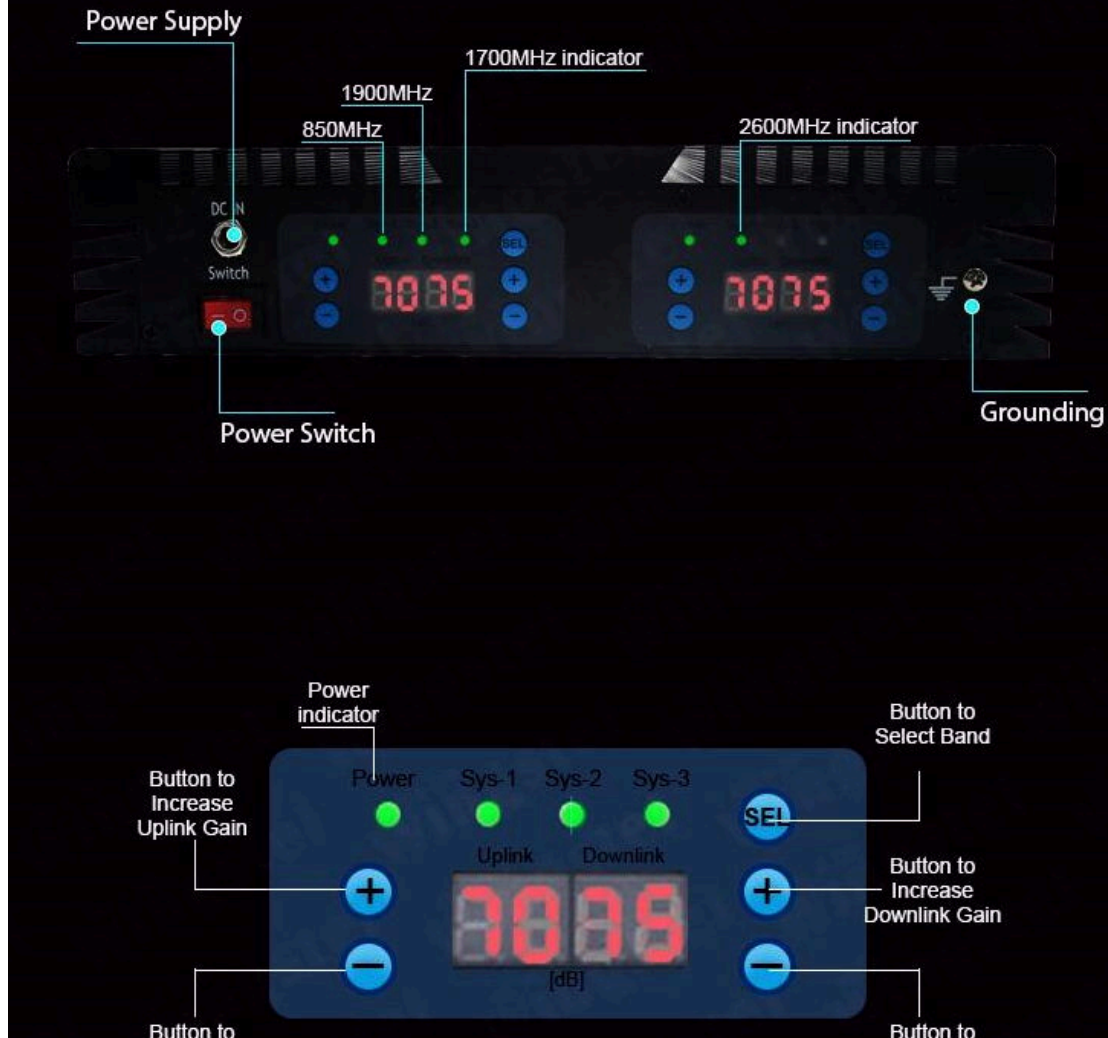 Power Supply
1700MHz indicator
1900MHz
850MHz
2600MHz indicator
DC IN
SEL
SEL
Switch
+
+
+
+
7075
7075
-
-
-
-
Grounding
Power Switch
Power
indicator
Button to
Select Band
Button to
Increase
Uplink Gain
Power
Sys-1
Sys-2
Sys-3
SEL
Uplink
Downlink
Button to
Increase
Downlink Gain
+
7075
+
-
[dB]
-
Button to
Button to